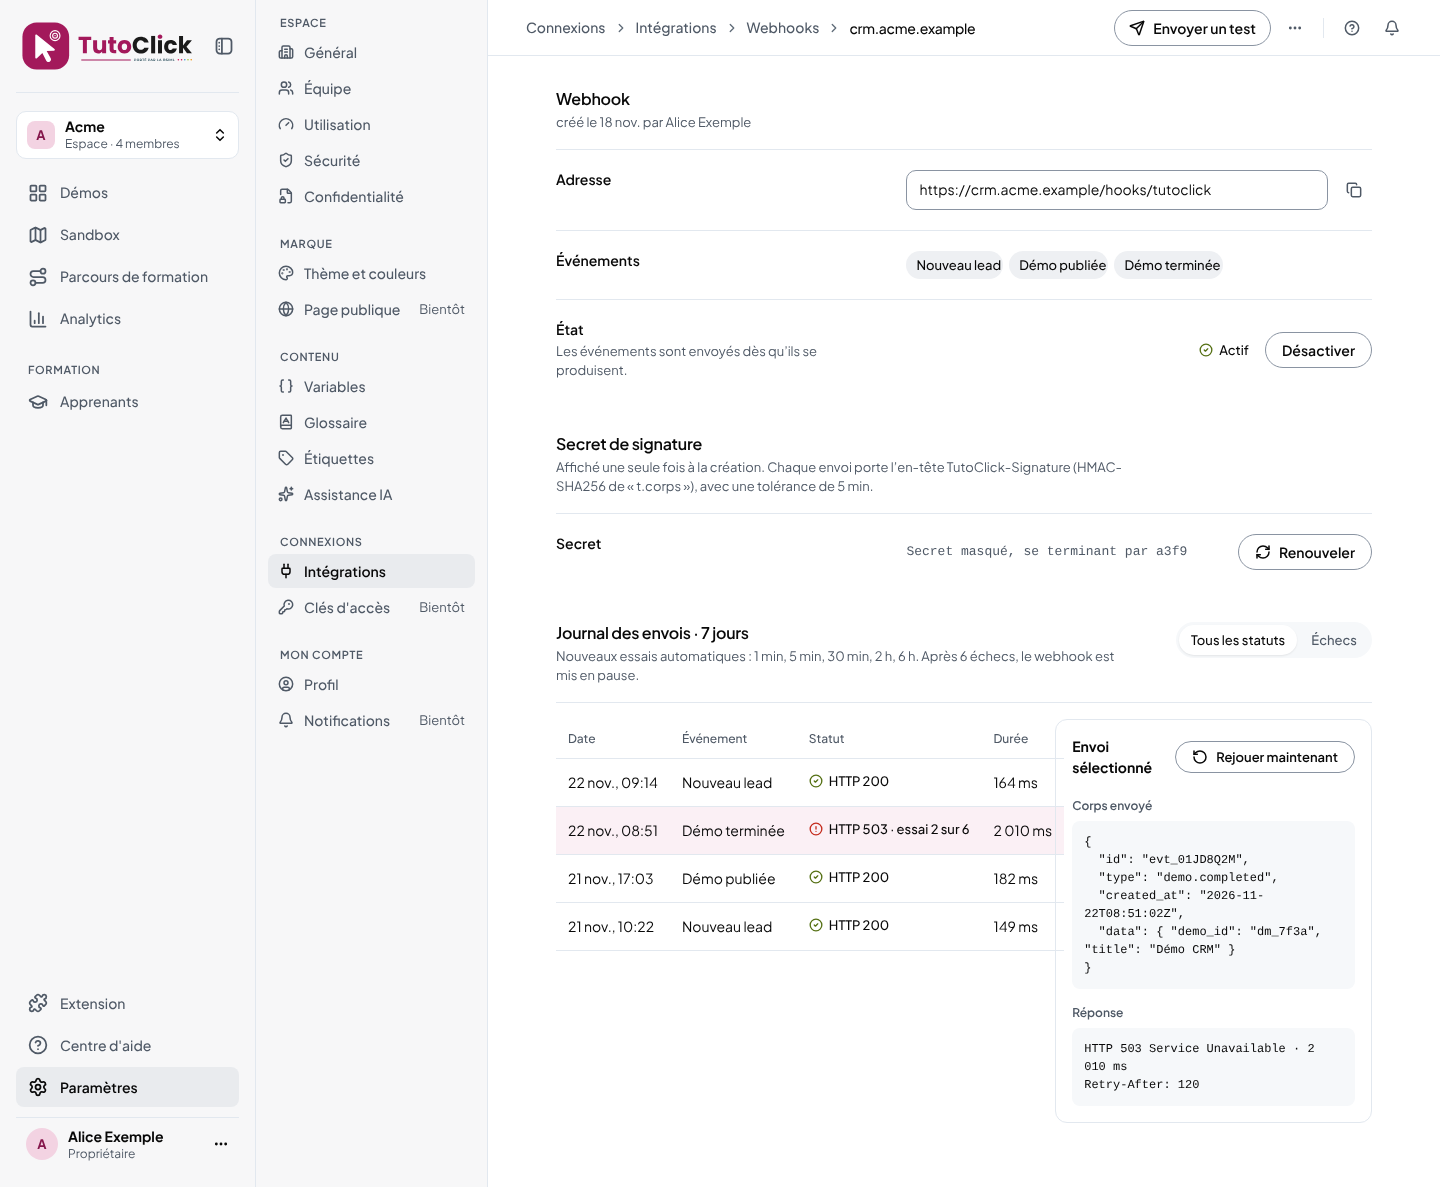 TutoClick
A
Acme
Espace · 4 membres
Démos
Sandbox
Parcours de formation
Analytics
FORMATION
Apprenants
Extension
Centre d'aide
Paramètres
A
Alice Exemple
Propriétaire
ESPACE
Général
Équipe
Utilisation
Sécurité
Confidentialité
MARQUE
Thème et couleurs
Page publique Bientôt
CONTENU
Variables
Glossaire
Étiquettes
Assistance IA
CONNEXIONS
Intégrations
Clés d'accès Bientôt
MON COMPTE
Profil
Notifications Bientôt
Connexions > Intégrations > Webhooks > crm.acme.example
Envoyer un test
Webhook
créé le 18 nov. par Alice Exemple
Adresse
https://crm.acme.example/hooks/tutoclick
Événements
Nouveau lead Démo publiée Démo terminée
État
Les événements sont envoyés dès qu’ils se
produisent.
Actif
Désactiver
Secret de signature
Affiché une seule fois à la création. Chaque envoi porte l’en-tête TutoClick-Signature (HMAC-
SHA256 de « t.corps »), avec une tolérance de 5 min.
Secret
Secret masqué, se terminant par a3f9
Renouveler
Journal des envois · 7 jours
Nouveaux essais automatiques : 1 min, 5 min, 30 min, 2 h, 6 h. Après 6 échecs, le webhook est
mis en pause.
Tous les statuts Échecs
Date Événement Statut Durée
22 nov., 09:14 Nouveau lead HTTP 200 164 ms
22 nov., 08:51 Démo terminée HTTP 503 · essai 2 sur 6 2 010 ms
21 nov., 17:03 Démo publiée HTTP 200 182 ms
21 nov., 10:22 Nouveau lead HTTP 200 149 ms
Envoi
sélectionné
Rejouer maintenant
Corps envoyé
{
"id": "evt_01JD8Q2M",
"type": "demo.completed",
"created_at": "2026-11-
22T08:51:02Z",
"data": { "demo_id": "dm_7f3a",
"title": "Démo CRM" }
}
Réponse
HTTP 503 Service Unavailable · 2
010 ms
Retry-After: 120